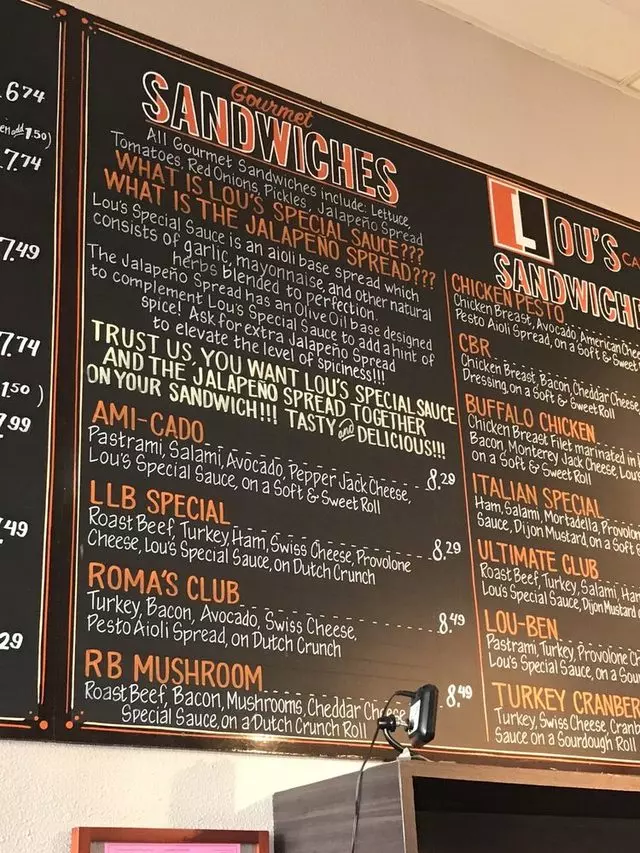 .674
1.50)
7.74
7.49
7.74
1.50)
7.99
.49
.29
Gourmet
SANDWICHES
All Gourmet Sandwiches include: Lettuce,
Tomatoes, Red Onions, Pickles, Jalapeño Spread
WHAT IS LOU'S SPECIAL SAUCE???
WHAT IS THE JALAPEÑO SPREAD???
Lou's Special Sauce is an aioli base spread which
consists of garlic, mayonnaise, and other natural
herbs blended to perfection.
The Jalapeño Spread has an Olive Oil base designed
to complement Lou's Special Sauce to add a hint of
spice! Ask for extra Jalapeño Spread
to elevate the level of spiciness!!!
TRUST US, YOU WANT LOU'S SPECIAL SAUCE
AND THE JALAPEÑO SPREAD TOGETHER
ON YOUR SANDWICH!!! TASTY and DELICIOUS!!!
AMI-CADO 8.29
Pastrami, Salami, Avocado, Pepper Jack Cheese,
Lou's Special Sauce, on a Soft & Sweet Roll
LLB SPECIAL 8.29
Roast Beef, Turkey, Ham, Swiss Cheese, Provolone
Cheese, Lou's Special Sauce, on Dutch Crunch
ROMA'S CLUB 8.49
Turkey, Bacon, Avocado, Swiss Cheese,
Pesto Aioli Spread, on Dutch Crunch
RB MUSHROOM 8.49
Roast Beef, Bacon, Mushrooms, Cheddar Cheese
Special Sauce, on a Dutch Crunch Roll
L LOU'S CA
SANDWICH
CHICKEN PESTO
Chicken Breast, Avocado, American Chee
Pesto Aioli Spread, on a Soft & Sweet
CBR
Chicken Breast, Bacon, Cheddar Cheese,
Dressing, on a Soft & Sweet Roll
BUFFALO CHICKEN
Chicken Breast Filet marinated in
Bacon, Monterey Jack Cheese, Lou's
on a Soft & Sweet Roll
ITALIAN SPECIAL
Ham, Salami, Mortadella, Provolon
Sauce, Dijon Mustard, on a Soft &
ULTIMATE CLUB
Roast Beef, Turkey, Salami, Ham
Lou's Special Sauce, Dijon Mustard,
LOU-BEN
Pastrami, Turkey, Provolone Ch
Lou's Special Sauce, on a Sou
TURKEY CRANBER
Turkey, Swiss Cheese, Cranb
Sauce on a Sourdough Roll